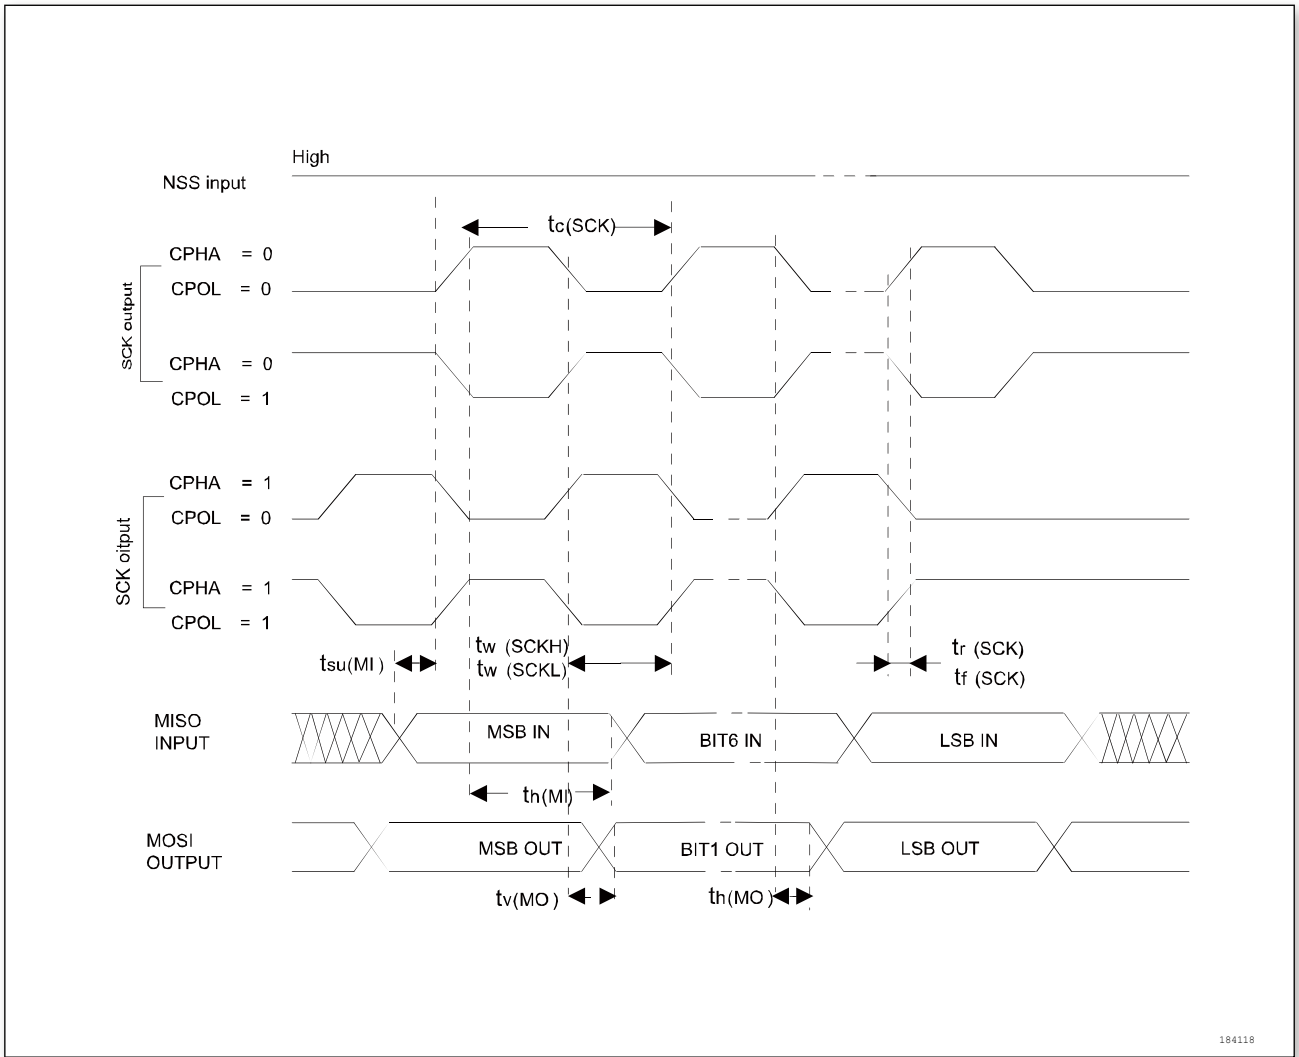 High
NSS input
tc(SCK)
CPHA = 0
CPOL = 0
SCK output
CPHA = 0
CPOL = 1
CPHA = 1
CPOL = 0
SCK oitput
CPHA = 1
CPOL = 1
tsu(MI)
tw (SCKH)
tw (SCKL)
tr (SCK)
tf (SCK)
MISO
INPUT
MSB IN
BIT6 IN
LSB IN
th(MI)
MOSI
OUTPUT
MSB OUT
BIT1 OUT
LSB OUT
tv(MO)
th(MO)
184118